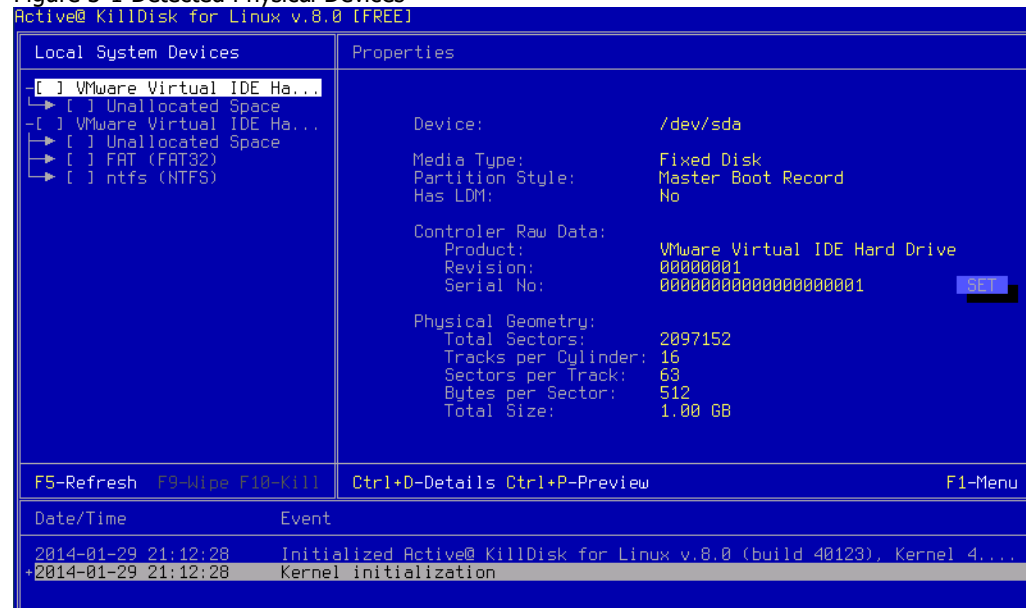 Figure 3-1 Detected Physical Devices
Active@ KillDisk for Linux v.8.0 [FREE]
Local System Devices
-[ ] VMware Virtual IDE Ha...
[ ] Unallocated Space
-[ ] VMware Virtual IDE Ha...
[ ] Unallocated Space
[ ] FAT (FAT32)
[ ] ntfs (NTFS)
F5-Refresh F9-Wipe F10-Kill
Properties
Device: /dev/sda
Media Type: Fixed Disk
Partition Style: Master Boot Record
Has LDM: No
Controler Raw Data:
Product: VMware Virtual IDE Hard Drive
Revision: 00000001
Serial No: 00000000000000000001 SET
Physical Geometry:
Total Sectors: 2097152
Tracks per Cylinder: 16
Sectors per Track: 63
Bytes per Sector: 512
Total Size: 1.00 GB
Ctrl+D-Details Ctrl+P-Preview F1-Menu
Date/Time Event
2014-01-29 21:12:28 Initialized Active@ KillDisk for Linux v.8.0 (build 40123), Kernel 4....
+2014-01-29 21:12:28 Kernel initialization